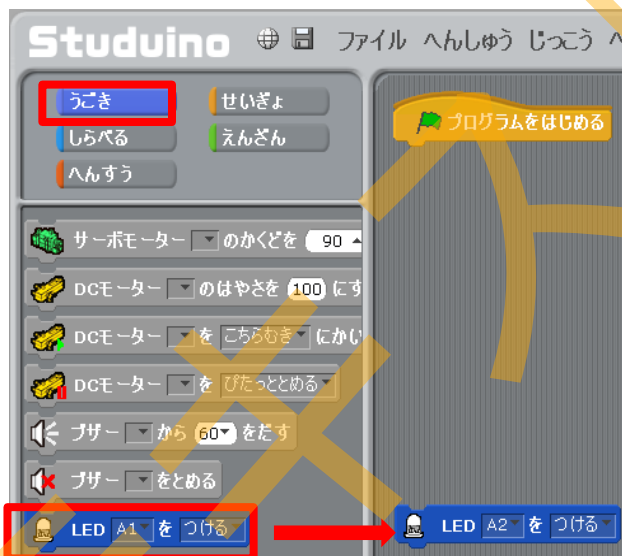 Studuino ファイル へんしゅう じっこう
うごき せいぎょ
しらべる えんざん
へんすう
プログラムをはじめる
サーボモーター のかくどを 90
DCモーター のはやさを 100 にす
DCモーター を こちらむき にかい
DCモーター を ぴたっととめる
ブザー から 60 をだす
ブザー をとめる
LED A1 を つける
LED A2 を つける